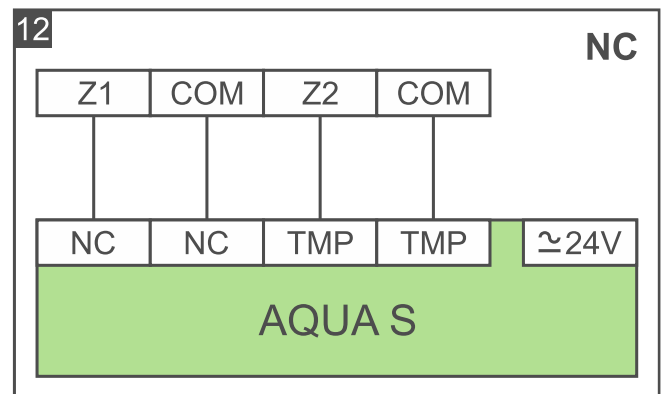 12
NC
Z1 COM Z2 COM
NC NC TMP TMP ≃24V
AQUA S